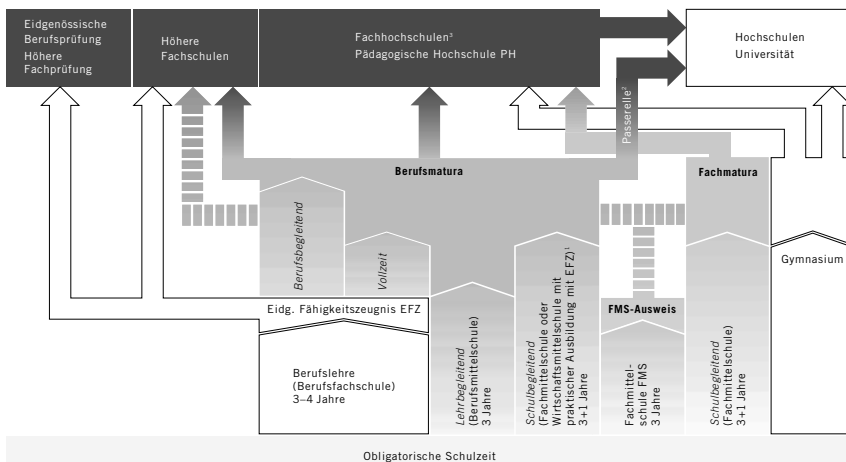 Eidgenössische
Berufsprüfung
Höhere
Fachprüfung
Höhere
Fachschulen
Fachhochschulen³
Pädagogische Hochschule PH
Hochschulen
Universität
Passerelle²
Berufsmatura
Fachmatura
Berufsbegleitend
Vollzeit
Gymnasium
Eidg. Fähigkeitszeugnis EFZ
FMS-Ausweis
Berufslehre
(Berufsfachschule)
3–4 Jahre
Lehrbegleitend
(Berufsmittelschule)
3 Jahre
Schulbegleitend
(Fachmittelschule oder
Wirtschaftsmittelschule mit
praktischer Ausbildung mit EFZ)¹
3+1 Jahre
Fachmittel-
schule FMS
3 Jahre
Schulbegleitend
(Fachmittelschule)
3+1 Jahre
Obligatorische Schulzeit